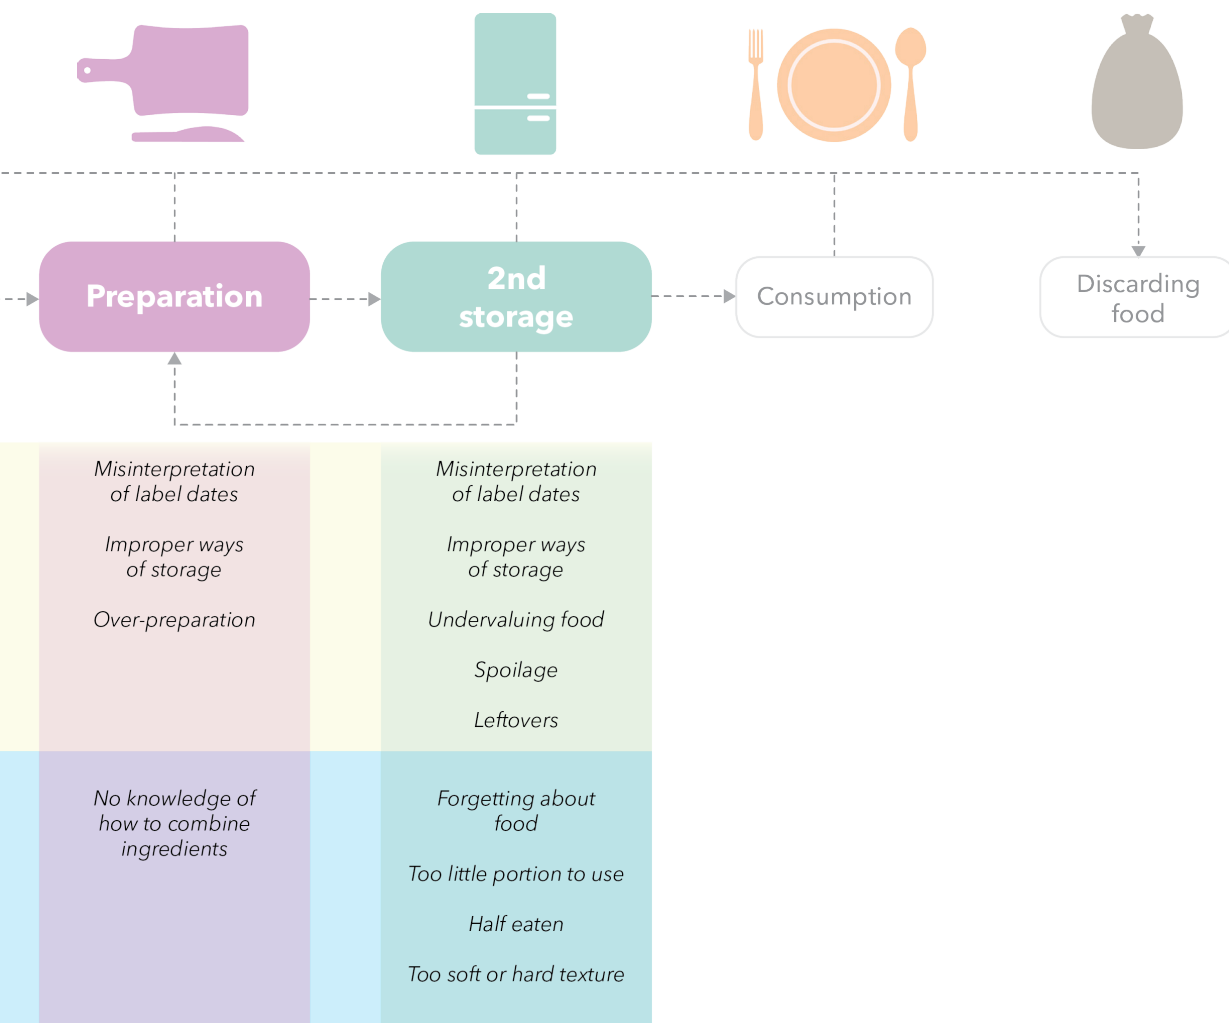 Preparation
2nd
storage
Consumption
Discarding
food
Misinterpretation
of label dates
Improper ways
of storage
Over-preparation
Misinterpretation
of label dates
Improper ways
of storage
Undervaluing food
Spoilage
Leftovers
No knowledge of
how to combine
ingredients
Forgetting about
food
Too little portion to use
Half eaten
Too soft or hard texture